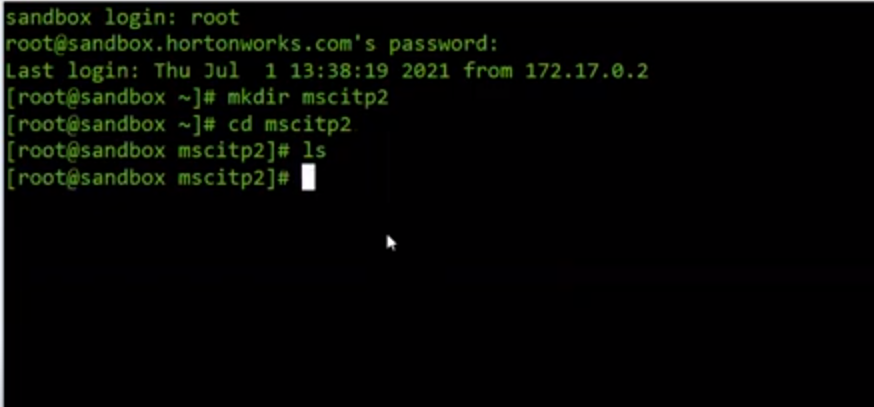 sandbox login: root
root@sandbox.hortonworks.com's password:
Last login: Thu Jul  1 13:38:19 2021 from 172.17.0.2
[root@sandbox ~]# mkdir mscitp2
[root@sandbox ~]# cd mscitp2
[root@sandbox mscitp2]# ls
[root@sandbox mscitp2]#